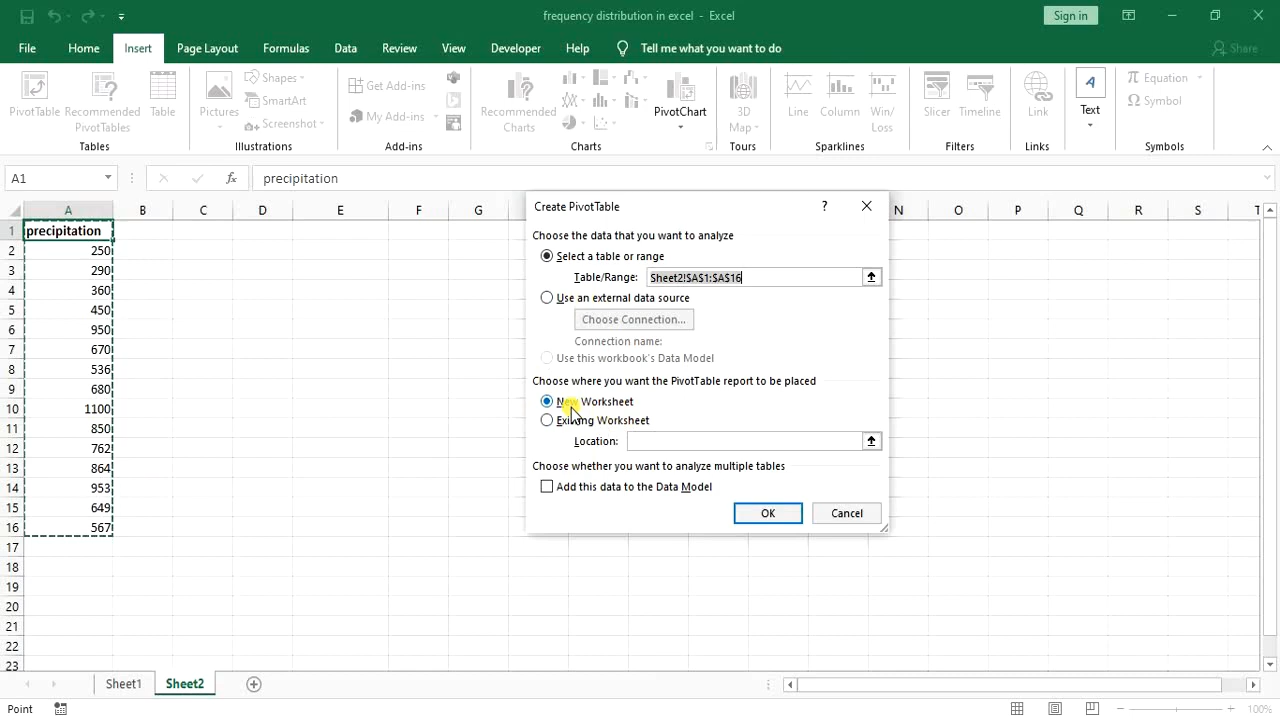 frequency distribution in excel - Excel
Sign in
File Home Insert Page Layout Formulas Data Review View Developer Help Tell me what you want to do Share
PivotTable Recommended PivotTables Table
Pictures Shapes SmartArt Screenshot
Get Add-ins My Add-ins
Recommended Charts PivotChart
3D Map
Line Column Win/Loss
Slicer Timeline
Link
Text
Equation Symbol
Tables Illustrations Add-ins Charts Tours Sparklines Filters Links Symbols
A1 fx precipitation
A B C D E F G N O P Q R S T
1 precipitation
2 250
3 290
4 360
5 450
6 950
7 670
8 536
9 680
10 1100
11 850
12 762
13 864
14 953
15 649
16 567
17
18
19
20
21
22
23
Create PivotTable ?
Choose the data that you want to analyze
Select a table or range
Table/Range: Sheet2!$A$1:$A$16
Use an external data source
Choose Connection...
Connection name:
Use this workbook's Data Model
Choose where you want the PivotTable report to be placed
New Worksheet
Existing Worksheet
Location:
Choose whether you want to analyze multiple tables
Add this data to the Data Model
OK Cancel
Sheet1 Sheet2
Point 100%